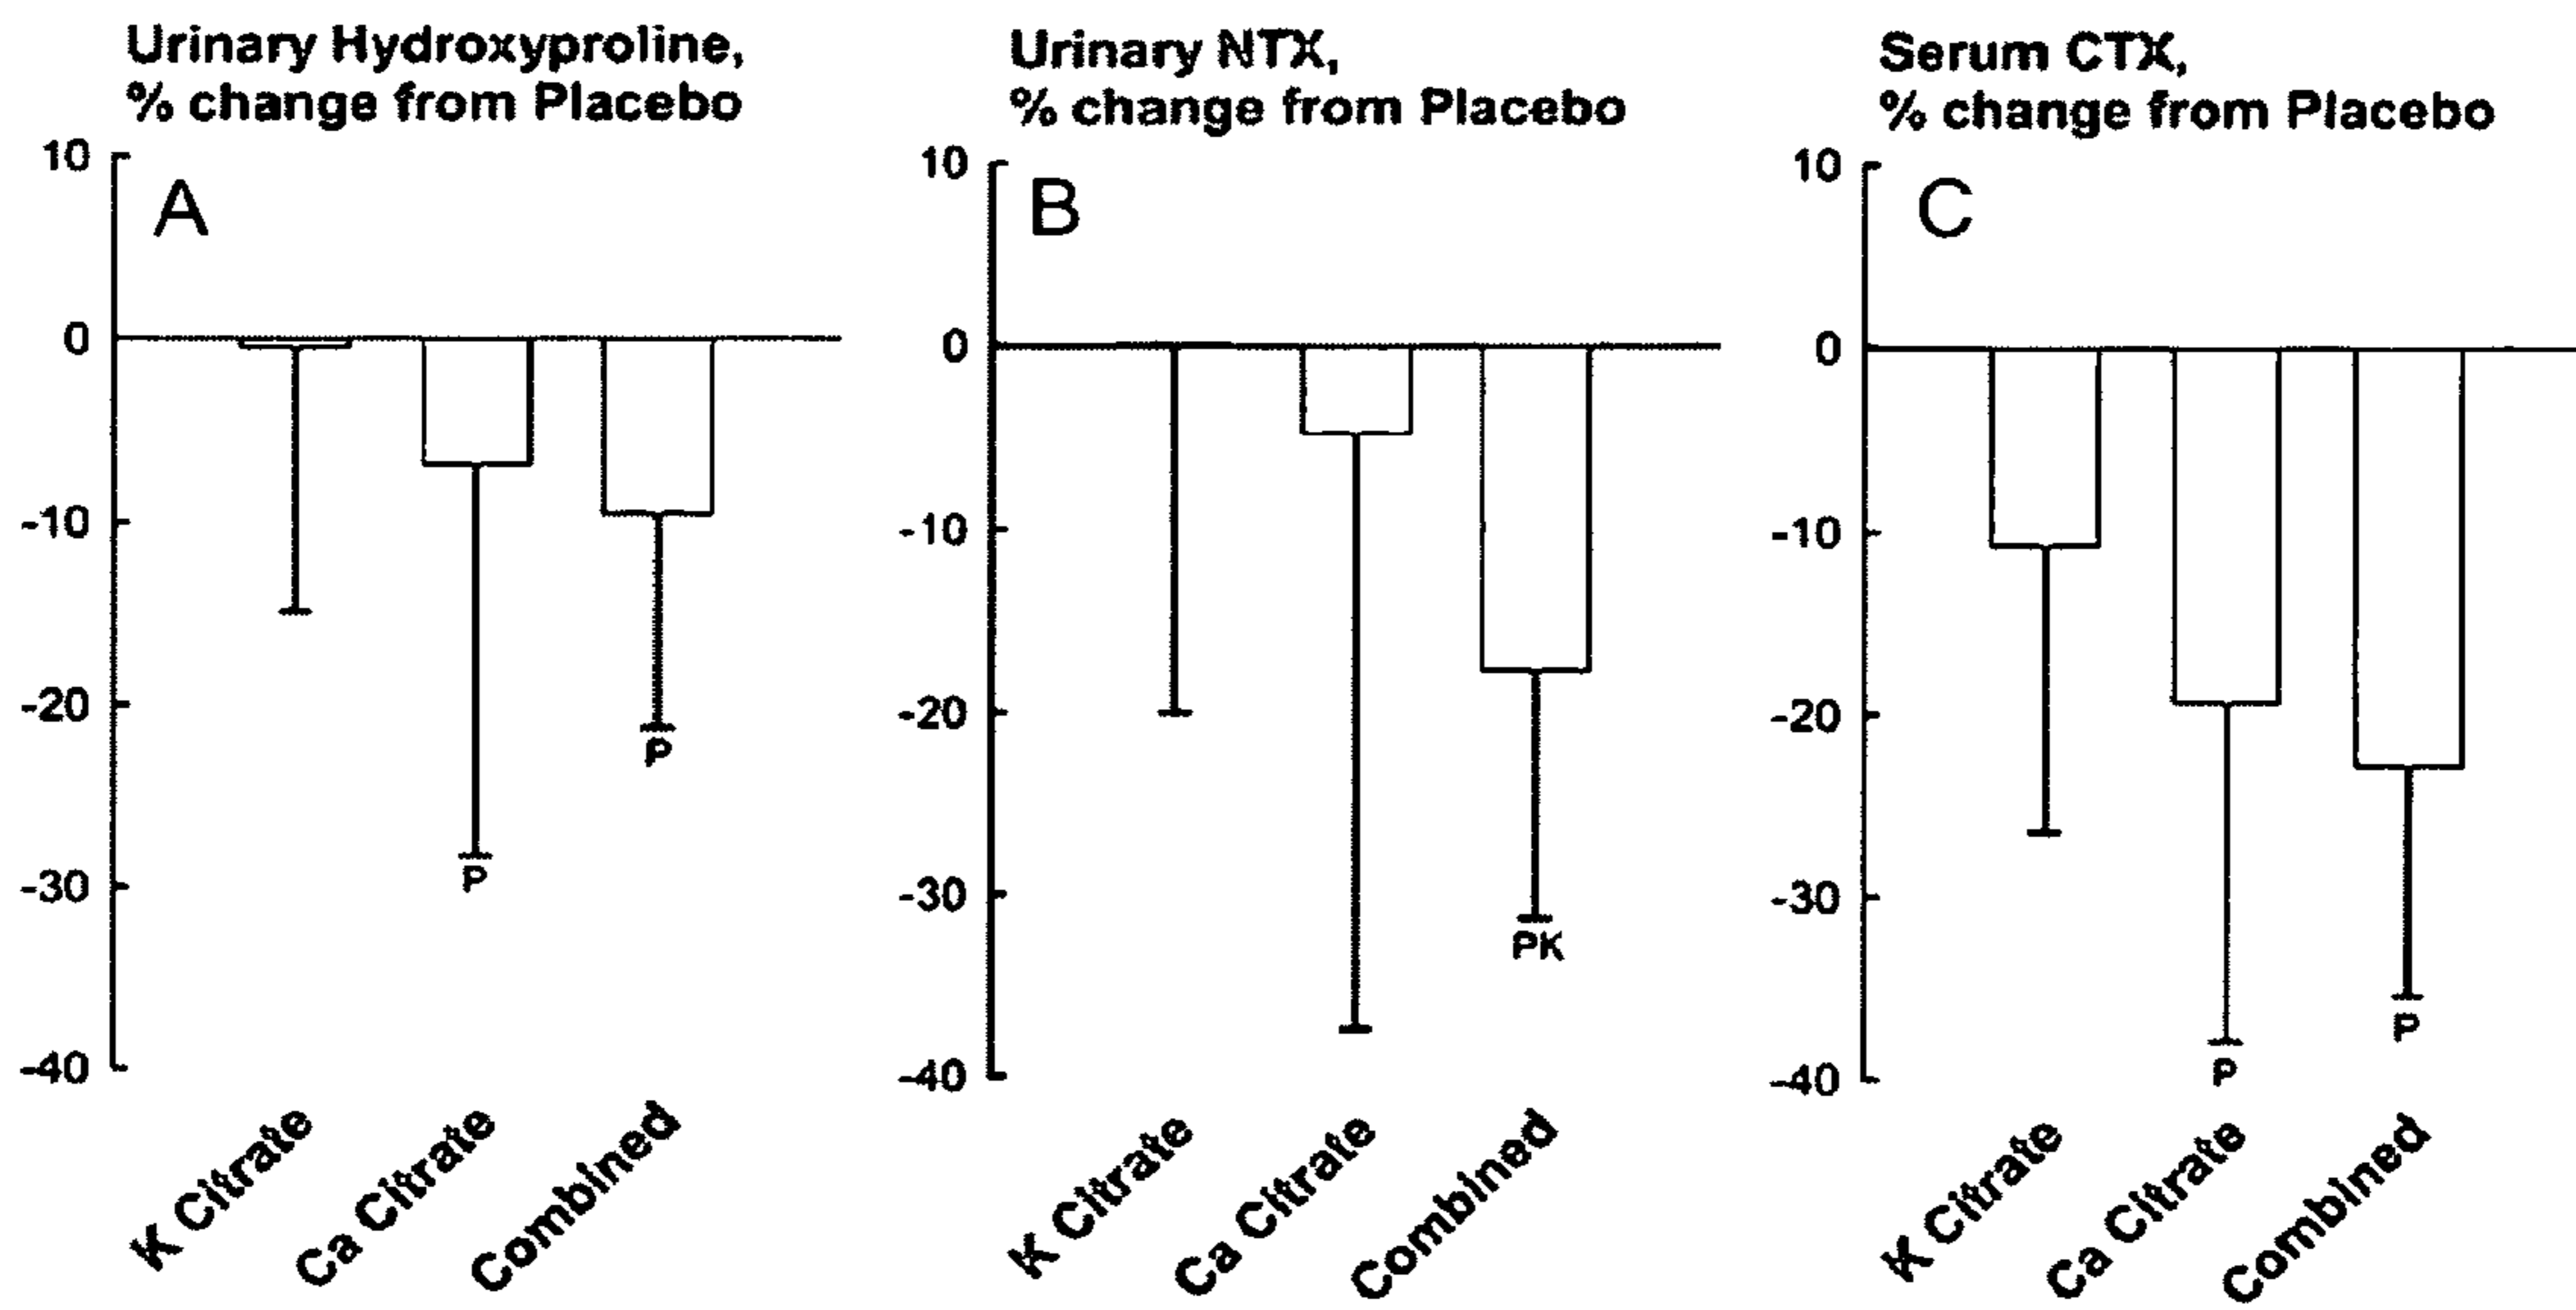 Urinary Hydroxyproline,
% change from Placebo
10
A
0
-10
-20
-30
-40
P
P
K Citrate
Ca Citrate
Combined
Urinary NTX,
% change from Placebo
10
B
0
-10
-20
-30
-40
PK
K Citrate
Ca Citrate
Combined
Serum CTX,
% change from Placebo
10
C
0
-10
-20
-30
-40
P
P
K Citrate
Ca Citrate
Combined